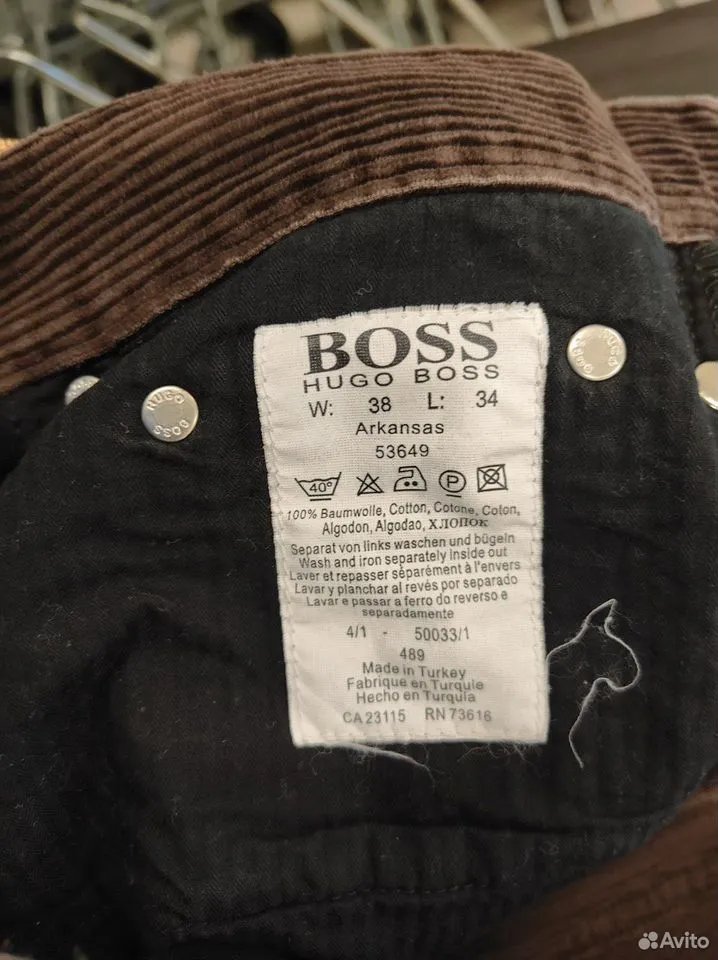 BOSS
HUGO BOSS
W: 38 L: 34
Arkansas
53649
40°
P
100% Baumwolle, Cotton, Cotone, Coton,
Algodon, Algodao, ХЛОПОК
Separat von links waschen und bügeln
Wash and iron separately inside out
Laver et repasser séparément à l'envers
Lavar y planchar al revés por separado
Lavar e passar a ferro do reverso e
separadamente
4/1 - 50033/1
489
Made in Turkey
Fabrique en Turquie
Hecho en Turquia
CA 23115 RN 73616
HUGO BOSS
HUGO BOSS
Avito